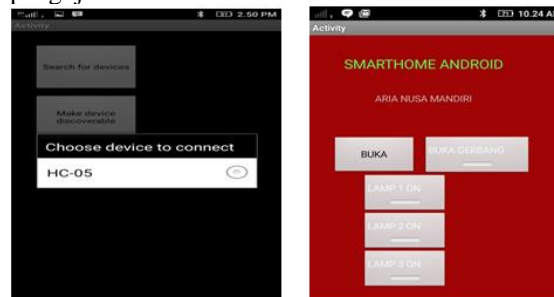 2.50 PM
Activity
Search for devices
Make device
discoverable
Choose device to connect
HC-05
10.24 AM
Activity
SMARTHOME ANDROID
ARIA NUSA MANDIRI
BUKA
BUKA GERBANG
LAMP 1 ON
LAMP 2 ON
LAMP 3 ON